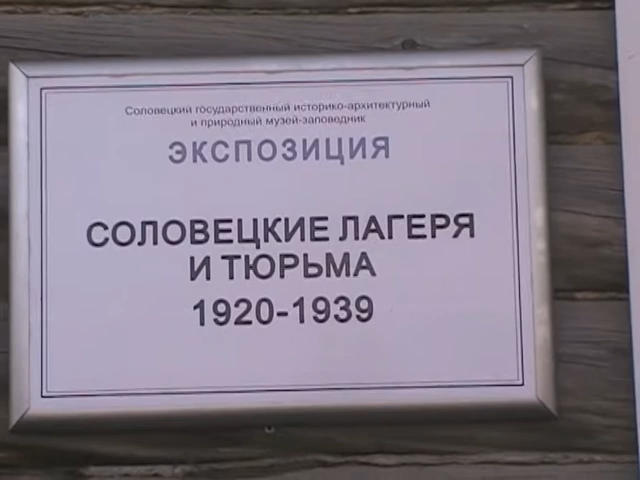 Соловецкий государственный историко-архитектурный
и природный музей-заповедник
ЭКСПОЗИЦИЯ
СОЛОВЕЦКИЕ ЛАГЕРЯ
И ТЮРЬМА
1920-1939